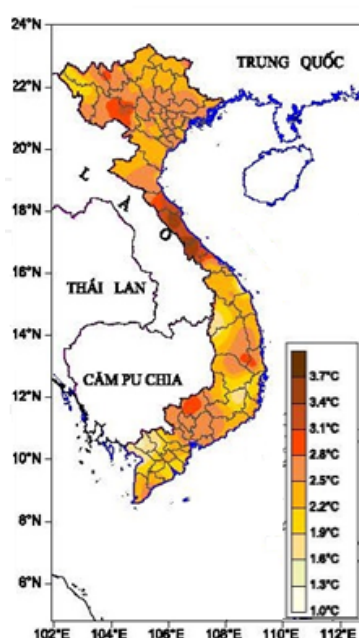 24°N
TRUNG QUỐC
22°N
20°N
L À O
18°N
16°N
THÁI LAN
14°N
CĂM PU CHIA
12°N
10°N
8°N
6°N
3.7°C
3.4°C
3.1°C
2.8°C
2.5°C
2.2°C
1.9°C
1.6°C
1.3°C
1.0°C
102°E 104°E 106°E 108°E 110°E 112°E